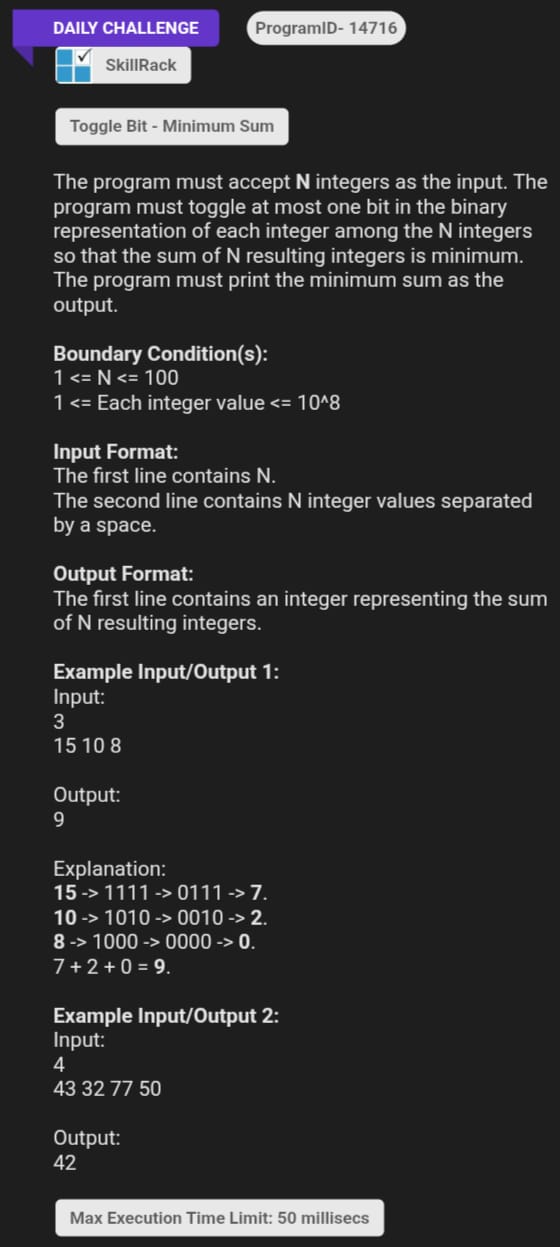 DAILY CHALLENGE
ProgramID- 14716
SkillRack
Toggle Bit - Minimum Sum
The program must accept N integers as the input. The
program must toggle at most one bit in the binary
representation of each integer among the N integers
so that the sum of N resulting integers is minimum.
The program must print the minimum sum as the
output.
Boundary Condition(s):
1 <= N <= 100
1 <= Each integer value <= 10^8
Input Format:
The first line contains N.
The second line contains N integer values separated
by a space.
Output Format:
The first line contains an integer representing the sum
of N resulting integers.
Example Input/Output 1:
Input:
3
15 10 8
Output:
9
Explanation:
15 -> 1111 -> 0111 -> 7.
10 -> 1010 -> 0010 -> 2.
8 -> 1000 -> 0000 -> 0.
7 + 2 + 0 = 9.
Example Input/Output 2:
Input:
4
43 32 77 50
Output:
42
Max Execution Time Limit: 50 millisecs